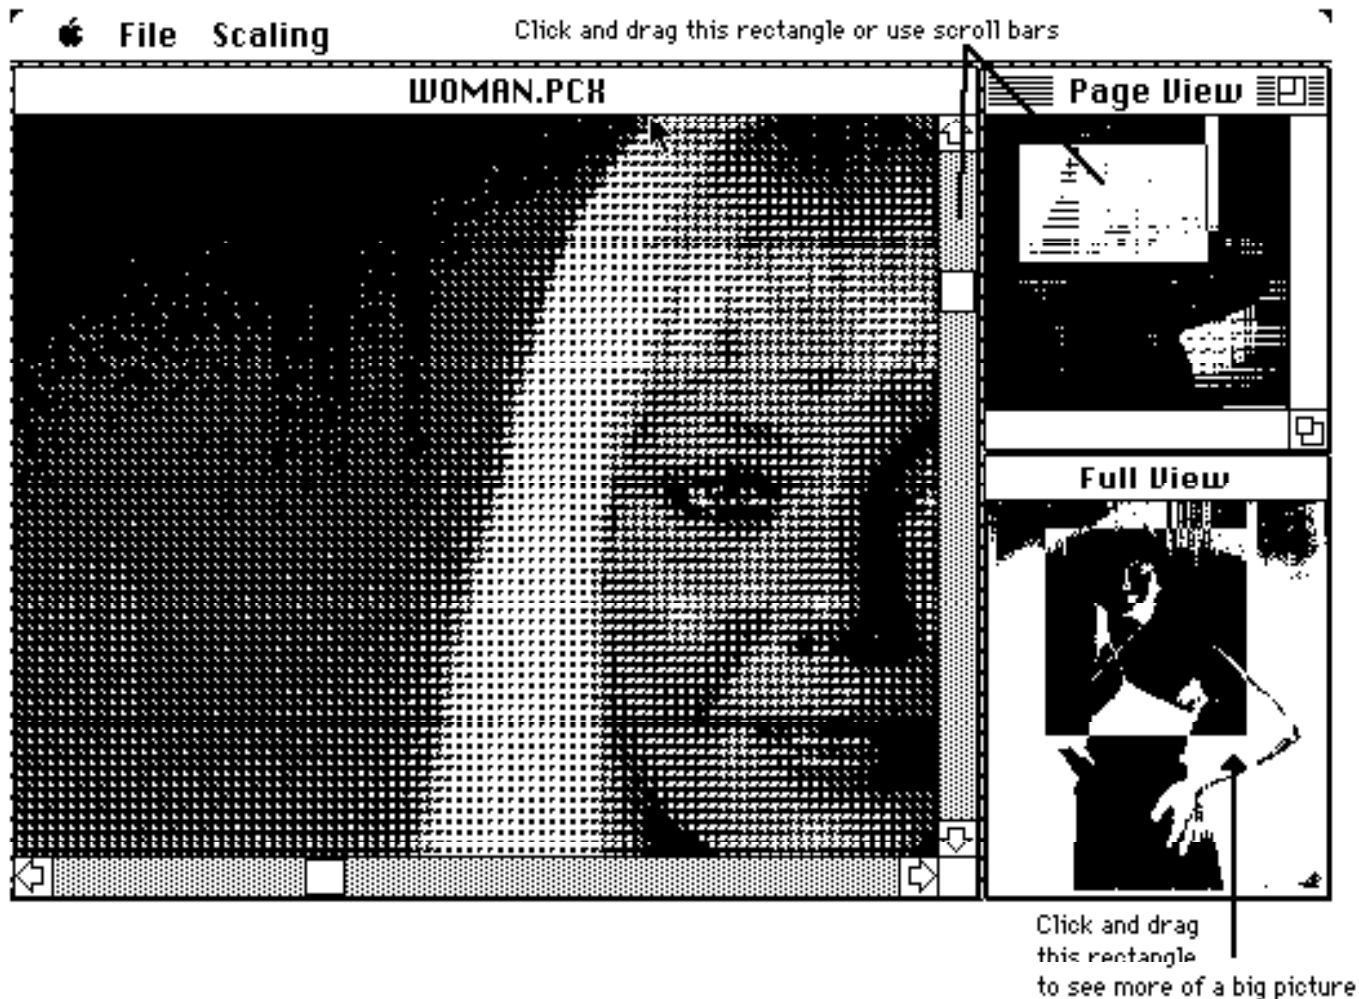 Click and drag this rectangle or use scroll bars
File Scaling
WOMAN.PCX
Page View
Full View
Click and drag
this rectangle
to see more of a big picture